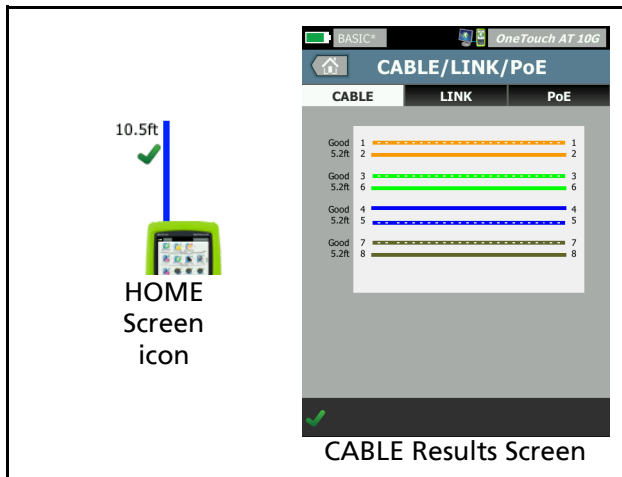 BASIC*
OneTouch AT 10G
CABLE/LINK/PoE
CABLE LINK PoE
Good 1 1
5.2ft 2 2
Good 3 3
5.2ft 6 6
Good 4 4
5.2ft 5 5
Good 7 7
5.2ft 8 8
10.5ft
HOME
Screen
icon
CABLE Results Screen